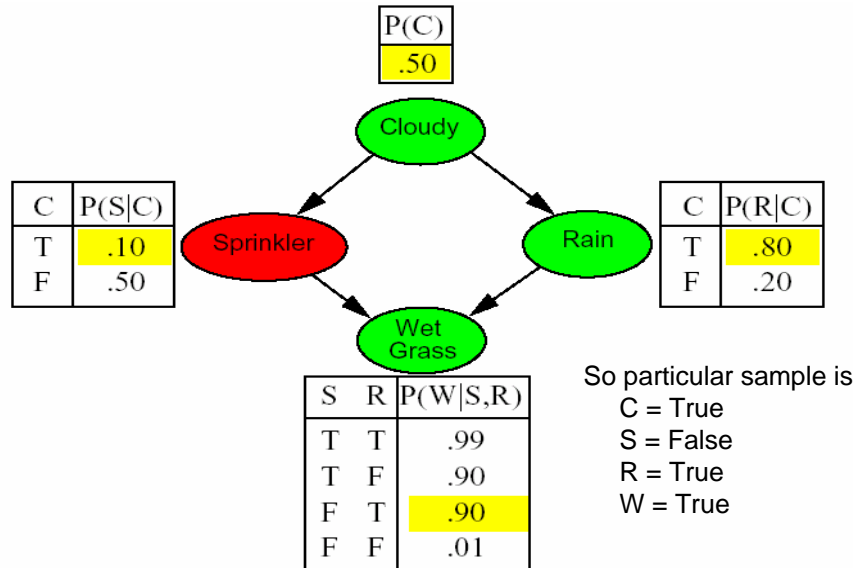 P(C)
.50
Cloudy
C P(S|C)
T .10
F .50
Sprinkler
Rain
C P(R|C)
T .80
F .20
Wet
Grass
S R P(W|S,R)
T T .99
T F .90
F T .90
F F .01
So particular sample is
C = True
S = False
R = True
W = True